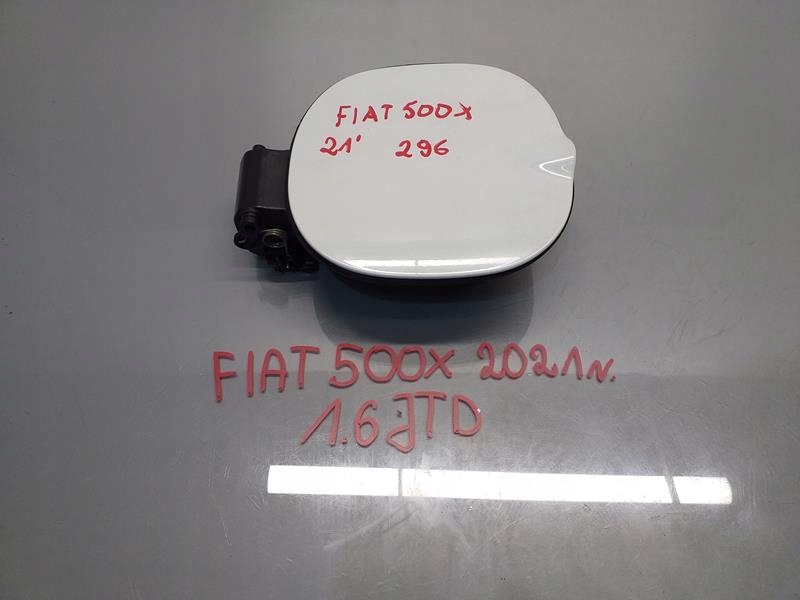 FIAT 500X
21' 296
FIAT 500X 2021r.
1.6 JTD